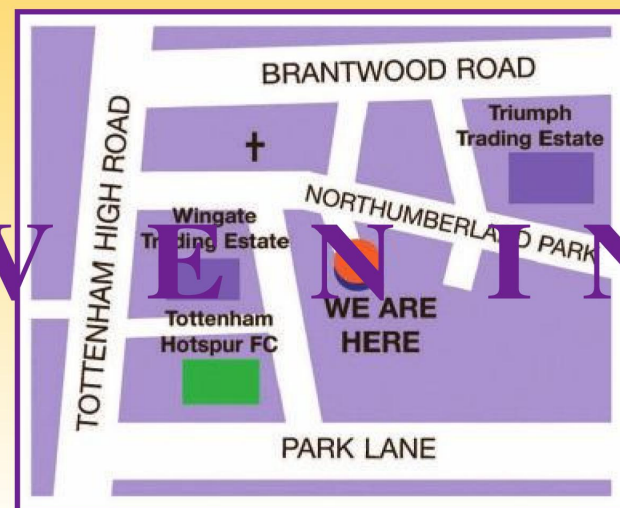 BRANTWOOD ROAD
Triumph
Trading Estate
TOTTENHAM HIGH ROAD
NORTHUMBERLAND PARK
Wingate
Trading Estate
V E N I N
WE ARE
HERE
Tottenham
Hotspur FC
PARK LANE